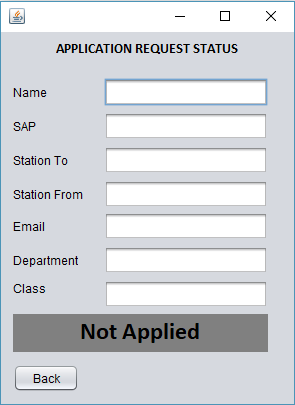 APPLICATION REQUEST STATUS
Name
SAP
Station To
Station From
Email
Department
Class
Not Applied
Back